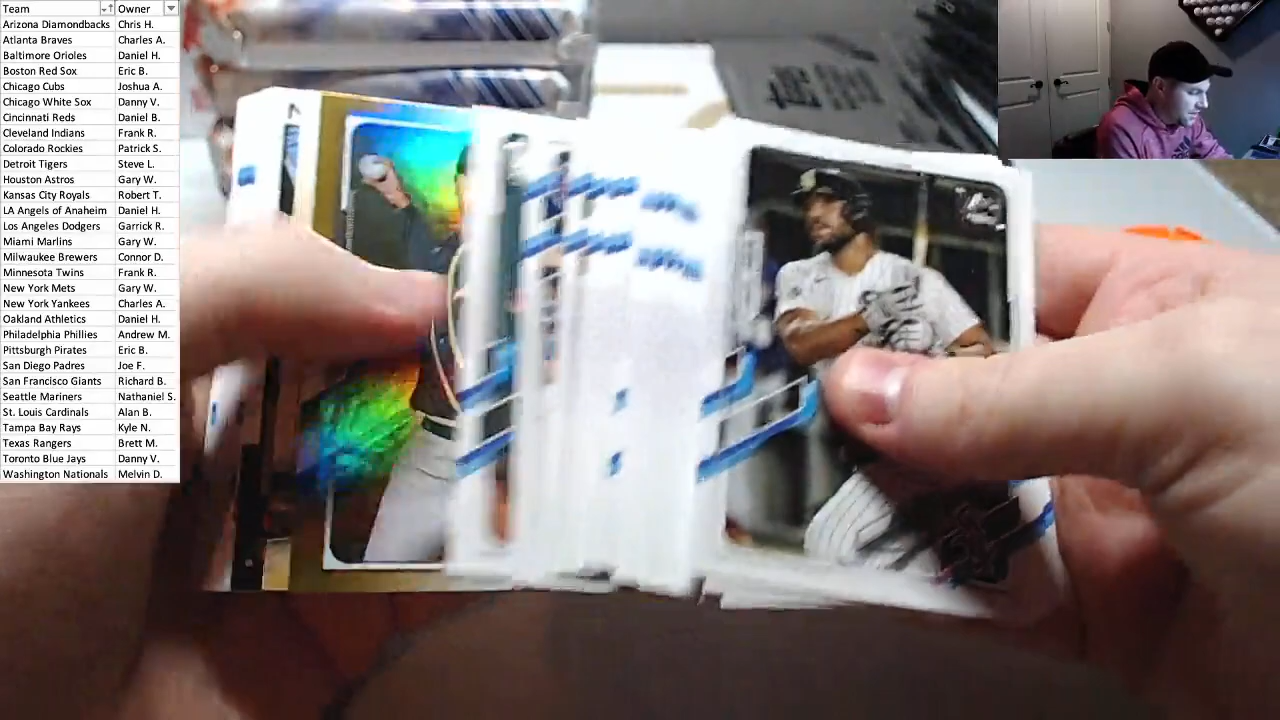 Team Owner
Arizona Diamondbacks Chris H.
Atlanta Braves Charles A.
Baltimore Orioles Daniel H.
Boston Red Sox Eric B.
Chicago Cubs Joshua A.
Chicago White Sox Danny V.
Cincinnati Reds Daniel B.
Cleveland Indians Frank R.
Colorado Rockies Patrick S.
Detroit Tigers Steve L.
Houston Astros Gary W.
Kansas City Royals Robert T.
LA Angels of Anaheim Daniel H.
Los Angeles Dodgers Garrick R.
Miami Marlins Gary W.
Milwaukee Brewers Connor D.
Minnesota Twins Frank R.
New York Mets Gary W.
New York Yankees Charles A.
Oakland Athletics Daniel H.
Philadelphia Phillies Andrew M.
Pittsburgh Pirates Eric B.
San Diego Padres Joe F.
San Francisco Giants Richard B.
Seattle Mariners Nathaniel S.
St. Louis Cardinals Alan B.
Tampa Bay Rays Kyle N.
Texas Rangers Brett M.
Toronto Blue Jays Danny V.
Washington Nationals Melvin D.